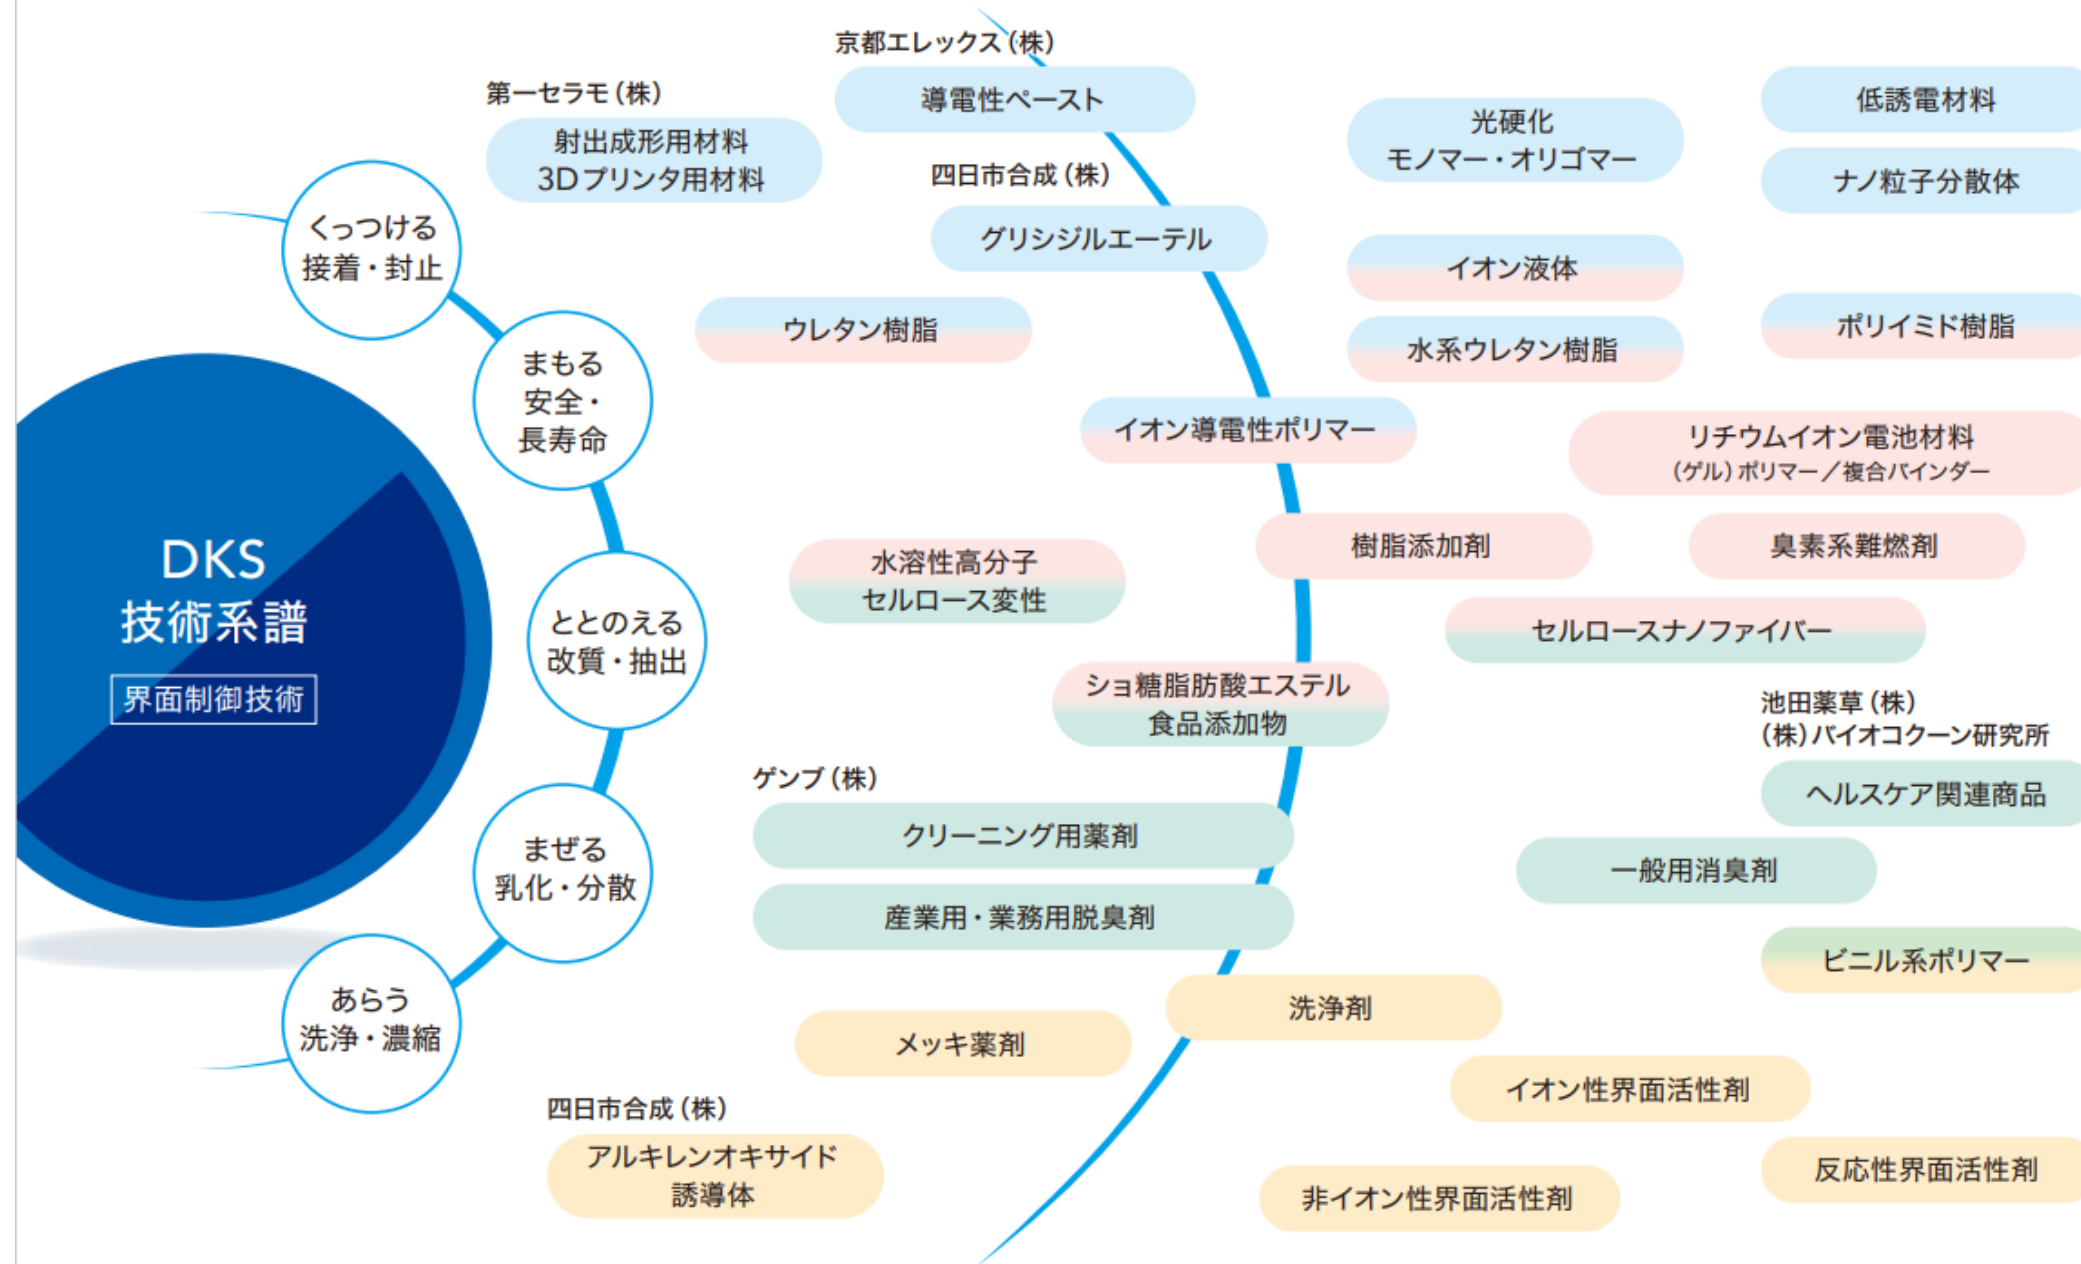 DKS
技術系譜
界面制御技術
くっつける
接着・封止
まもる
安全・
長寿命
ととのえる
改質・抽出
まぜる
乳化・分散
あらう
洗浄・濃縮
第一セラモ(株)
射出成形用材料
3Dプリンタ用材料
京都エレックス(株)
導電性ペースト
四日市合成(株)
グリシジルエーテル
ウレタン樹脂
光硬化
モノマー・オリゴマー
低誘電材料
ナノ粒子分散体
イオン液体
水系ウレタン樹脂
ポリイミド樹脂
イオン導電性ポリマー
リチウムイオン電池材料
(ゲル)ポリマー／複合バインダー
樹脂添加剤
臭素系難燃剤
水溶性高分子
セルロース変性
セルロースナノファイバー
ショ糖脂肪酸エステル
食品添加物
池田薬草(株)
(株)バイオコクーン研究所
ヘルスケア関連商品
ゲンブ(株)
クリーニング用薬剤
産業用・業務用脱臭剤
一般用消臭剤
ビニル系ポリマー
洗浄剤
メッキ薬剤
イオン性界面活性剤
四日市合成(株)
アルキレンオキサイド
誘導体
反応性界面活性剤
非イオン性界面活性剤